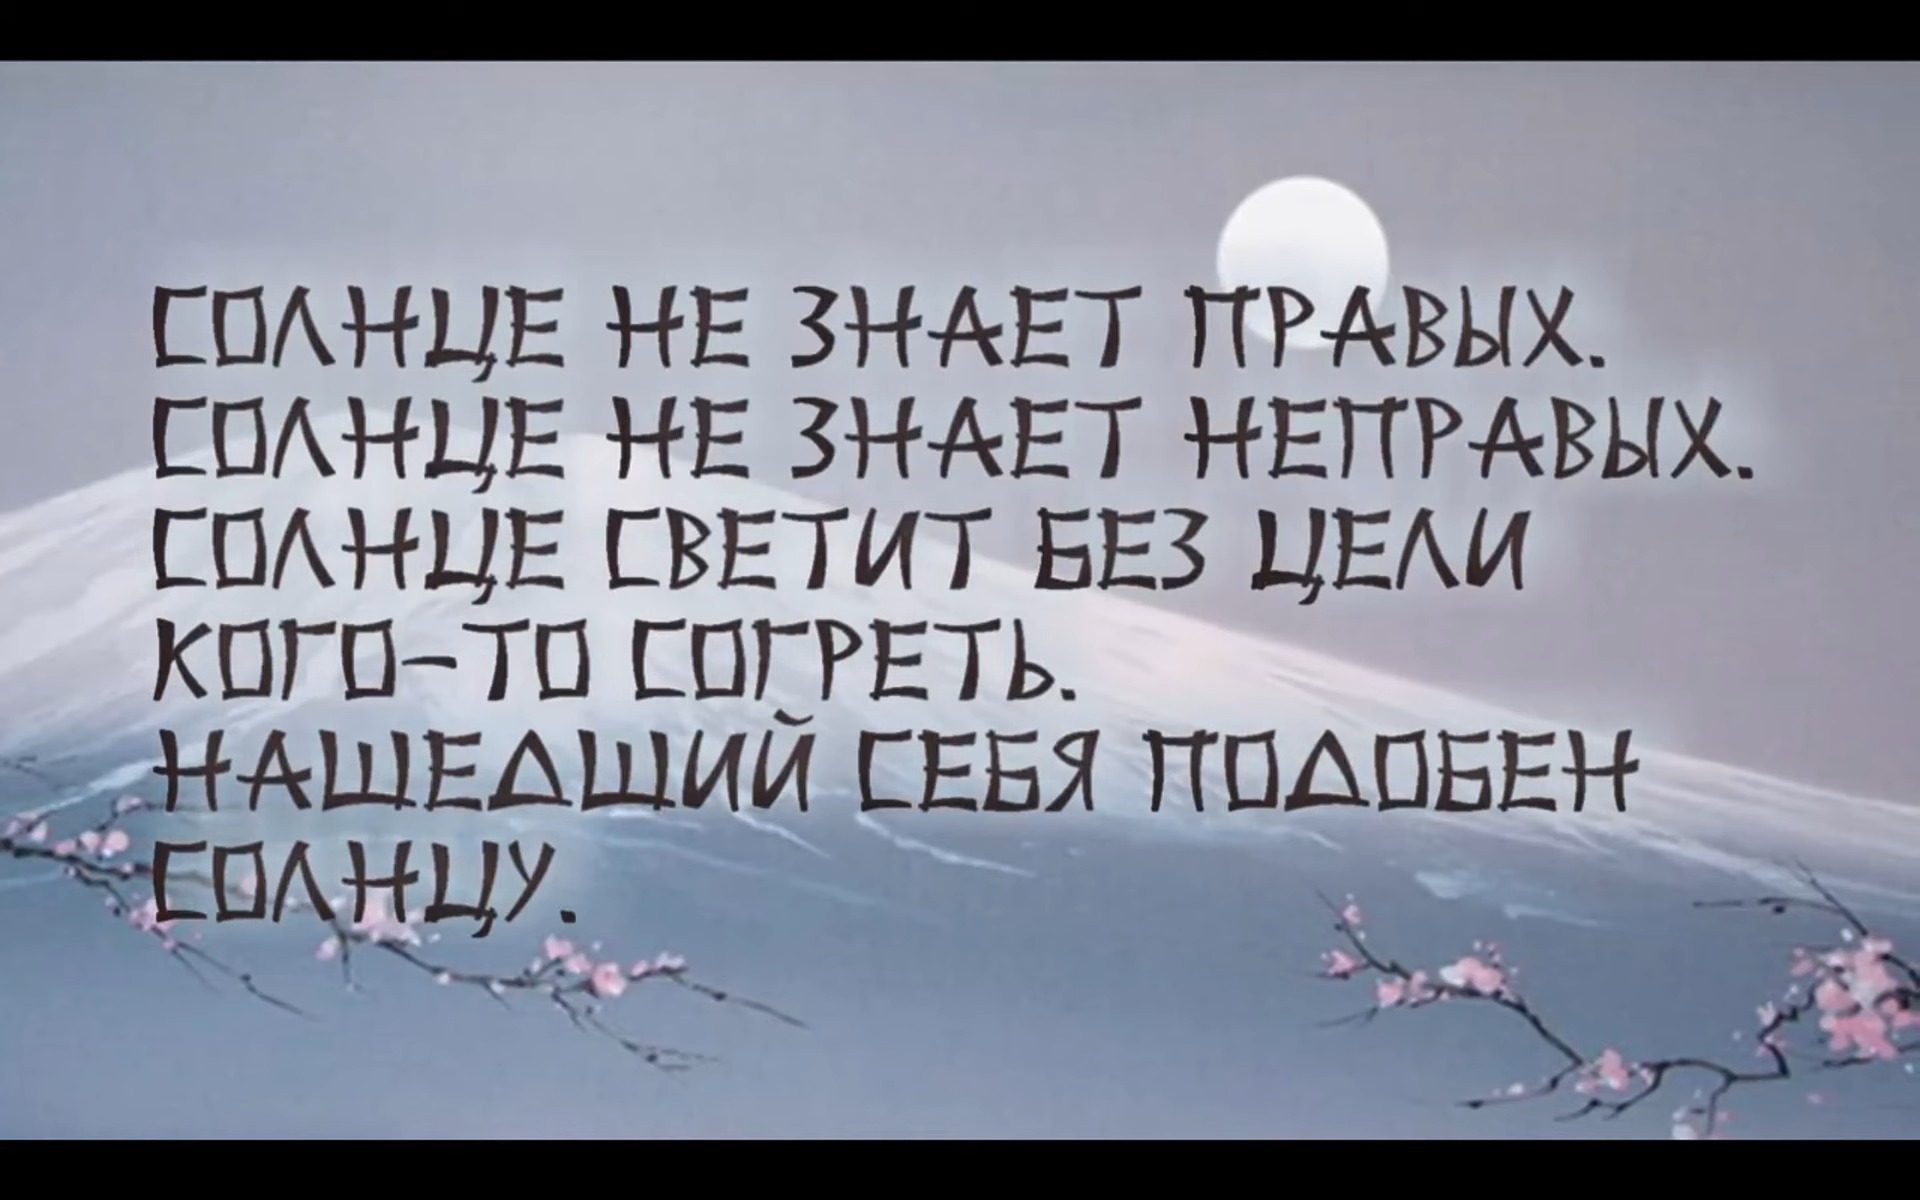 СОЛНЦЕ НЕ ЗНАЕТ ПРАВЫХ.
СОЛНЦЕ НЕ ЗНАЕТ НЕПРАВЫХ.
СОЛНЦЕ СВЕТИТ БЕЗ ЦЕЛИ
КОГО-ТО СОГРЕТЬ.
НАШЕДШИЙ СЕБЯ ПОДОБЕН
СОЛНЦУ.